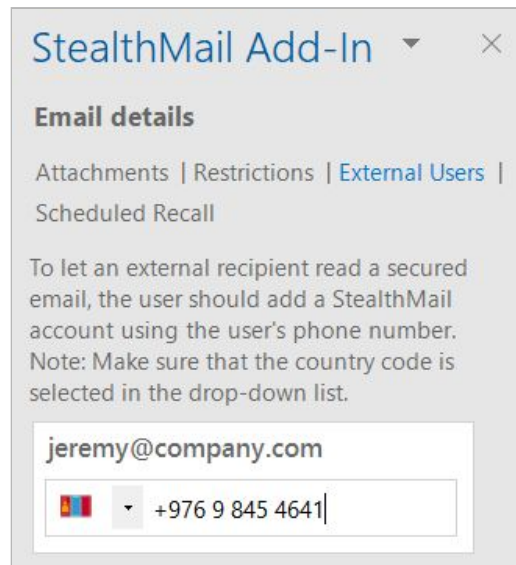 StealthMail Add-In
Email details
Attachments | Restrictions | External Users |
Scheduled Recall
To let an external recipient read a secured
email, the user should add a StealthMail
account using the user's phone number.
Note: Make sure that the country code is
selected in the drop-down list.
jeremy@company.com
+976 9 845 4641